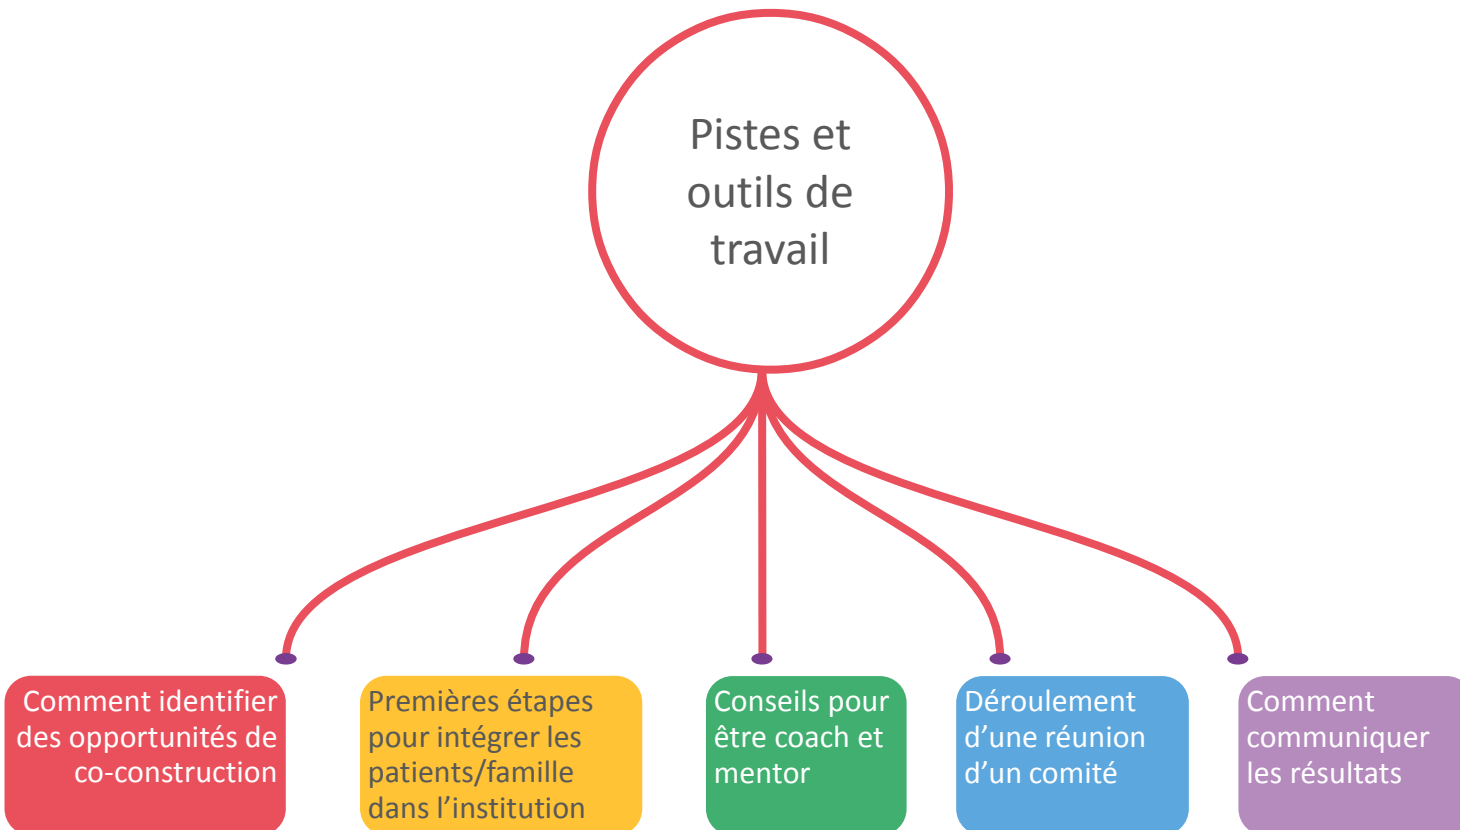 Pistes et
outils de
travail
Comment identifier
des opportunités de
co-construction
Premières étapes
pour intégrer les
patients/famille
dans l’institution
Conseils pour
être coach et
mentor
Déroulement
d’une réunion
d’un comité
Comment
communiquer
les résultats